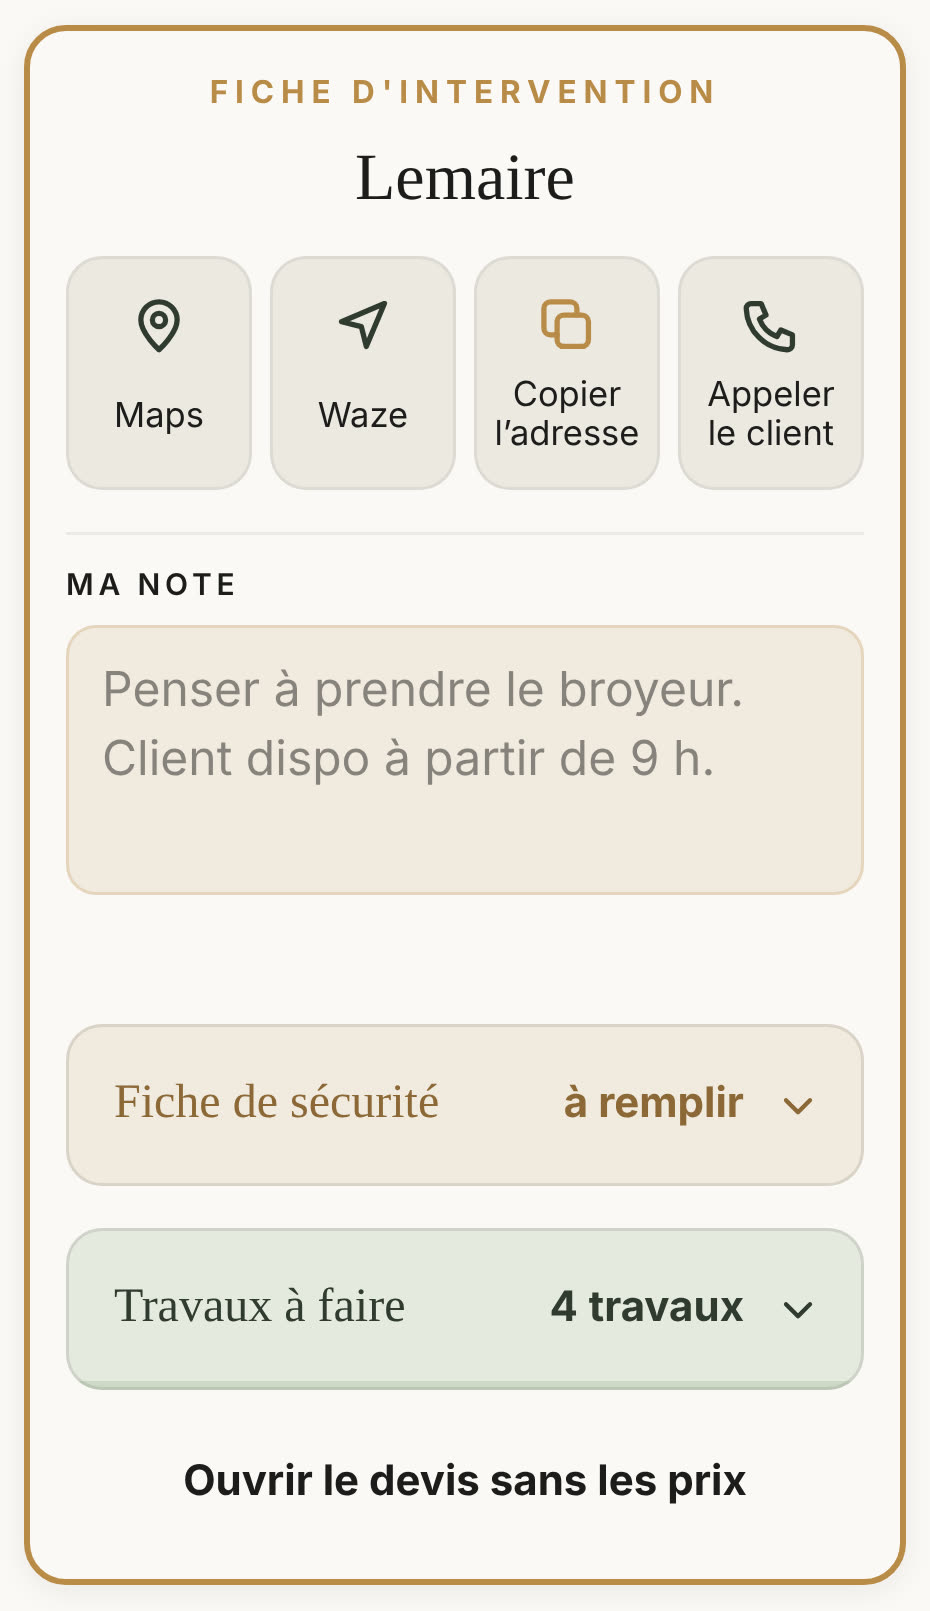 FICHE D'INTERVENTION
Lemaire
Maps
Waze
Copier
l’adresse
Appeler
le client
MA NOTE
Penser à prendre le broyeur.
Client dispo à partir de 9 h.
Fiche de sécurité
à remplir
Travaux à faire
4 travaux
Ouvrir le devis sans les prix